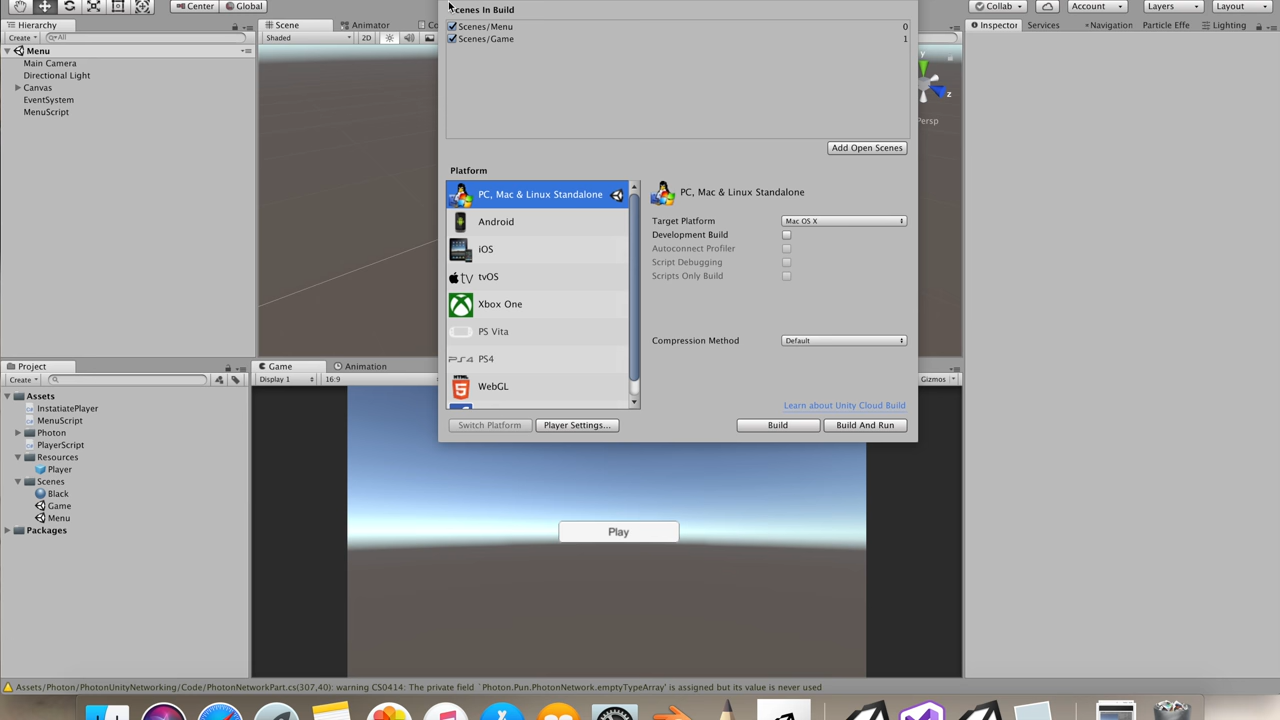 Center
Global
Collab
Account
Layers
Layout
Hierarchy
Scene
Animator
Inspector
Services
Navigation
Particle Effe
Lighting
Create
All
Shaded
2D
Menu
Main Camera
Directional Light
Canvas
EventSystem
MenuScript
y
z
Persp
Scenes In Build
Scenes/Menu 0
Scenes/Game 1
Add Open Scenes
Platform
PC, Mac & Linux Standalone
Android
iOS
tv tvOS
Xbox One
PS Vita
PS4
WebGL
PC, Mac & Linux Standalone
Target Platform Mac OS X
Development Build
Autoconnect Profiler
Script Debugging
Scripts Only Build
Compression Method Default
Learn about Unity Cloud Build
Switch Platform
Player Settings...
Build
Build And Run
Project
Game
Animation
Create
Display 1
16:9
Gizmos
Assets
InstatiatePlayer
MenuScript
Photon
PlayerScript
Resources
Player
Scenes
Black
Game
Menu
Packages
Play
Assets/Photon/PhotonUnityNetworking/Code/PhotonNetworkPart.cs(307,40): warning CS0414: The private field `Photon.Pun.PhotonNetwork.emptyTypeArray' is assigned but its value is never used